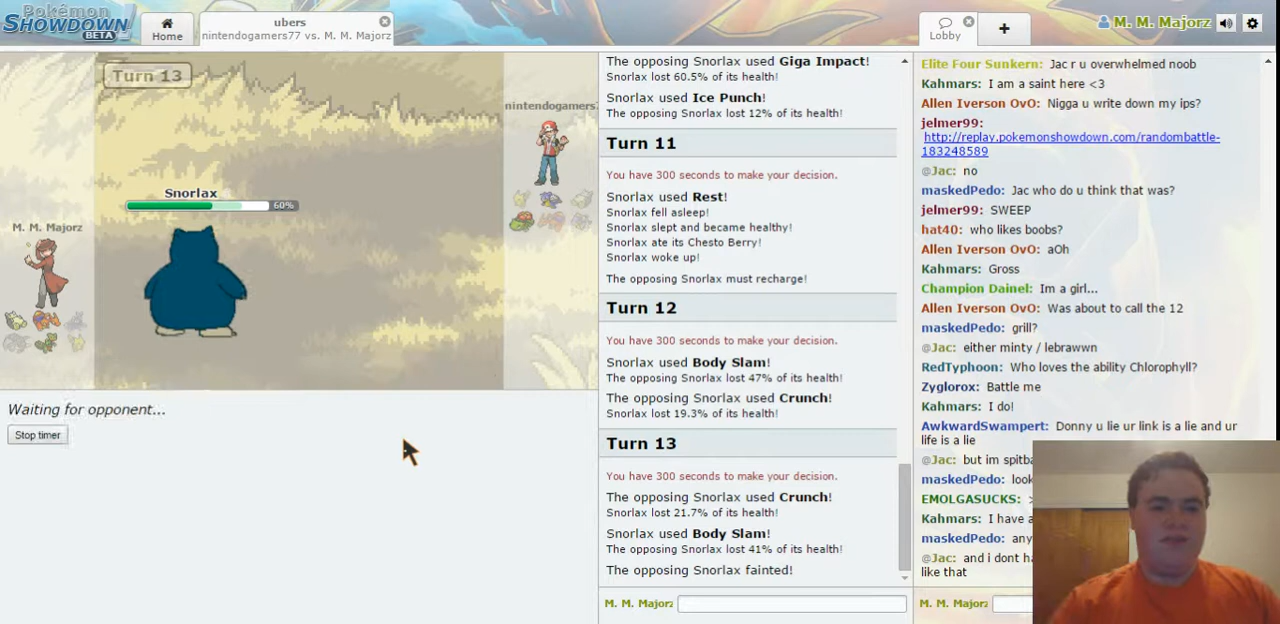 Pokémon
SHOWDOWN
BETA
Home
ubers
nintendogamers77 vs. M. M. Majorz
Lobby
+
M. M. Majorz
Turn 13
nintendogamers7
Snorlax
60%
M. M. Majorz
Waiting for opponent...
Stop timer
The opposing Snorlax used Giga Impact!
Snorlax lost 60.5% of its health!
Snorlax used Ice Punch!
The opposing Snorlax lost 12% of its health!
Turn 11
You have 300 seconds to make your decision.
Snorlax used Rest!
Snorlax fell asleep!
Snorlax slept and became healthy!
Snorlax ate its Chesto Berry!
Snorlax woke up!
The opposing Snorlax must recharge!
Turn 12
You have 300 seconds to make your decision.
Snorlax used Body Slam!
The opposing Snorlax lost 47% of its health!
The opposing Snorlax used Crunch!
Snorlax lost 19.3% of its health!
Turn 13
You have 300 seconds to make your decision.
The opposing Snorlax used Crunch!
Snorlax lost 21.7% of its health!
Snorlax used Body Slam!
The opposing Snorlax lost 41% of its health!
The opposing Snorlax fainted!
M. M. Majorz
Elite Four Sunkern: Jac r u overwhelmed noob
Kahmars: I am a saint here <3
Allen Iverson OvO: Nigga u write down my ips?
jelmer99:
http://replay.pokemonshowdown.com/randombattle-
183248589
@Jac: no
maskedPedo: Jac who do u think that was?
jelmer99: SWEEP
hat40: who likes boobs?
Allen Iverson OvO: aOh
Kahmars: Gross
Champion Dainel: Im a girl...
Allen Iverson OvO: Was about to call the 12
maskedPedo: grill?
@Jac: either minty / lebrawwn
RedTyphoon: Who loves the ability Chlorophyll?
Zyglorox: Battle me
Kahmars: I do!
AwkwardSwampert: Donny u lie ur link is a lie and ur
life is a lie
@Jac: but im spitba
maskedPedo: look
EMOLGASUCKS: >
Kahmars: I have a
maskedPedo: any
@Jac: and i dont ha
like that
M. M. Majorz